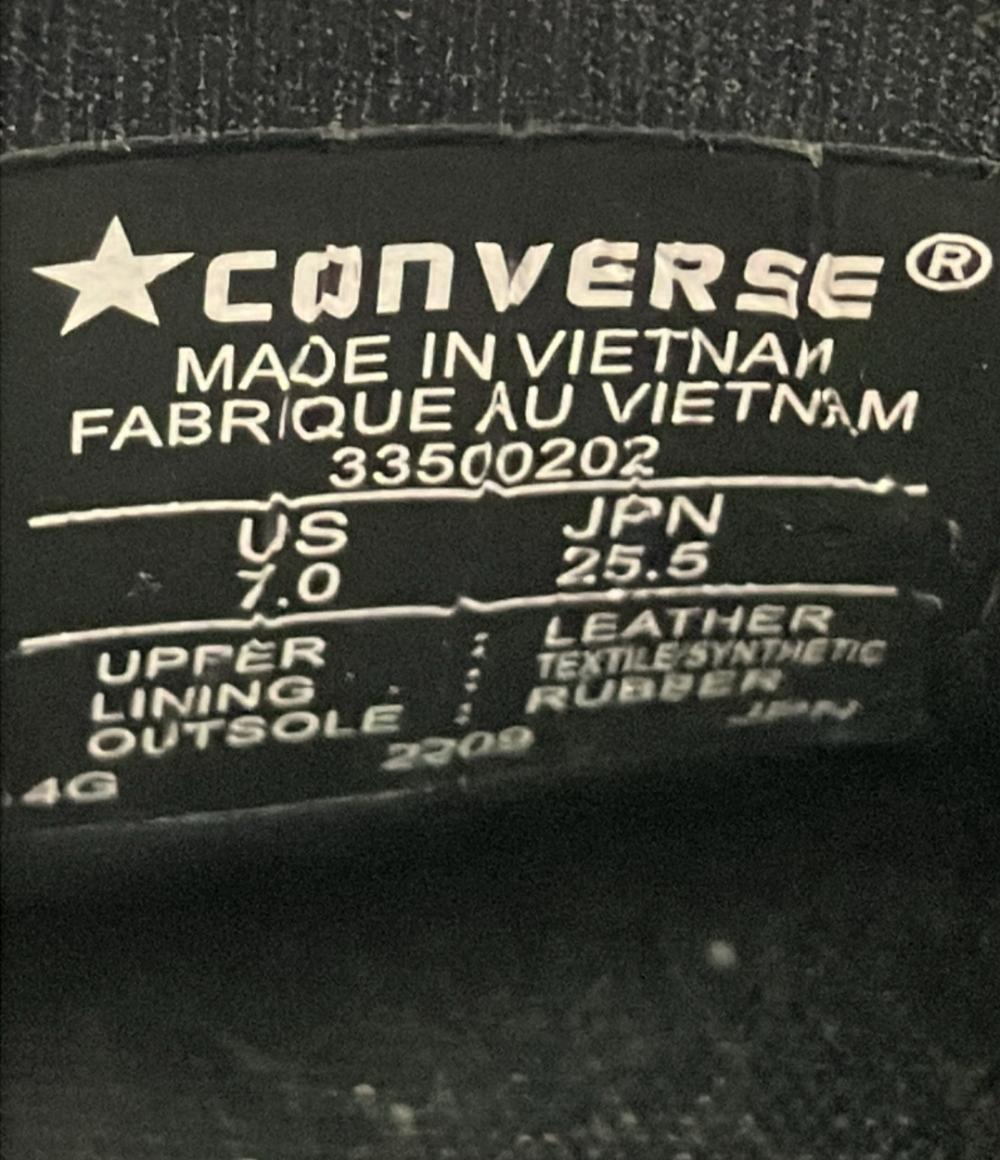 ★CONVERSE®
MADE IN VIETNAM
FABRIQUE AU VIETNAM
33500202
US JPN
7.0 25.5
UPPER : LEATHER
LINING : TEXTILE/SYNTHETIC
OUTSOLE : RUBBER
4G 2209 JPN